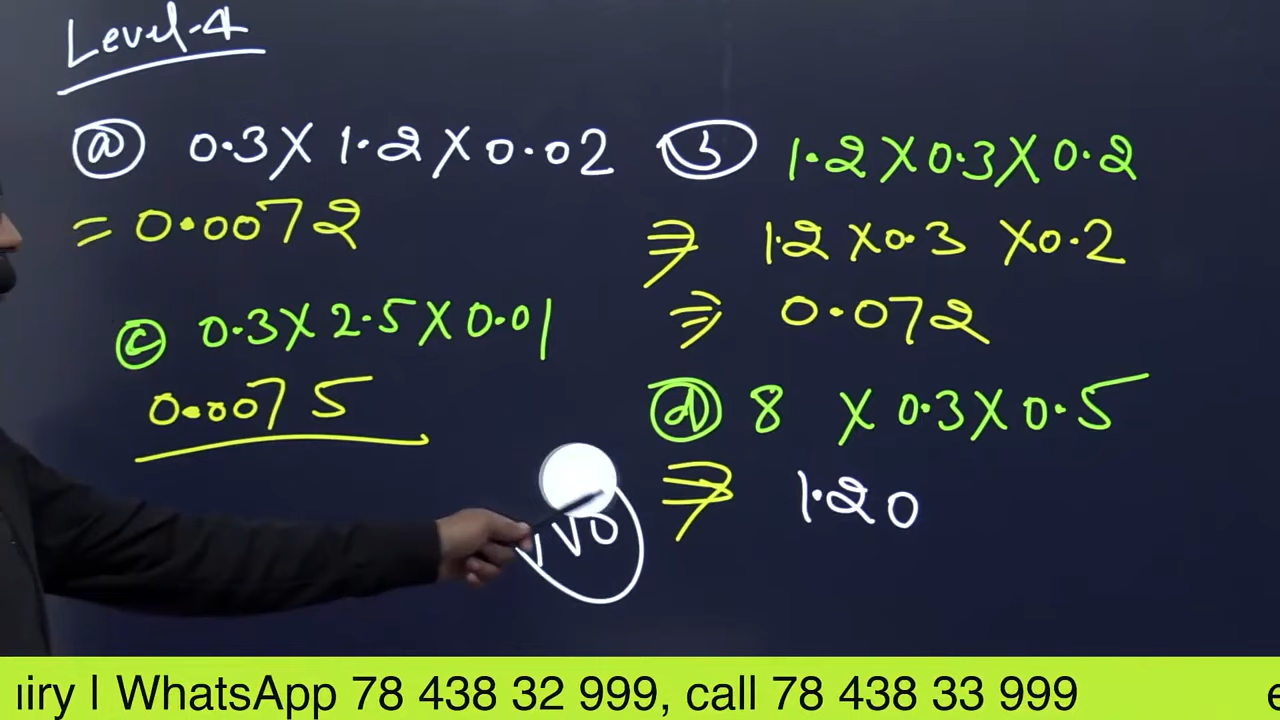 Level-4
ⓐ 0.3 X 1.2 X 0.02
= 0.0072
ⓒ 0.3 X 2.5 X 0.01
0.0075
ⓑ 1.2 X 0.3 X 0.2
⇒ 1.2 X 0.3 X 0.2
⇒ 0.072
ⓓ 8 X 0.3 X 0.5
⇒ 1.20
VVO
iry | WhatsApp 78 438 32 999, call 78 438 33 999